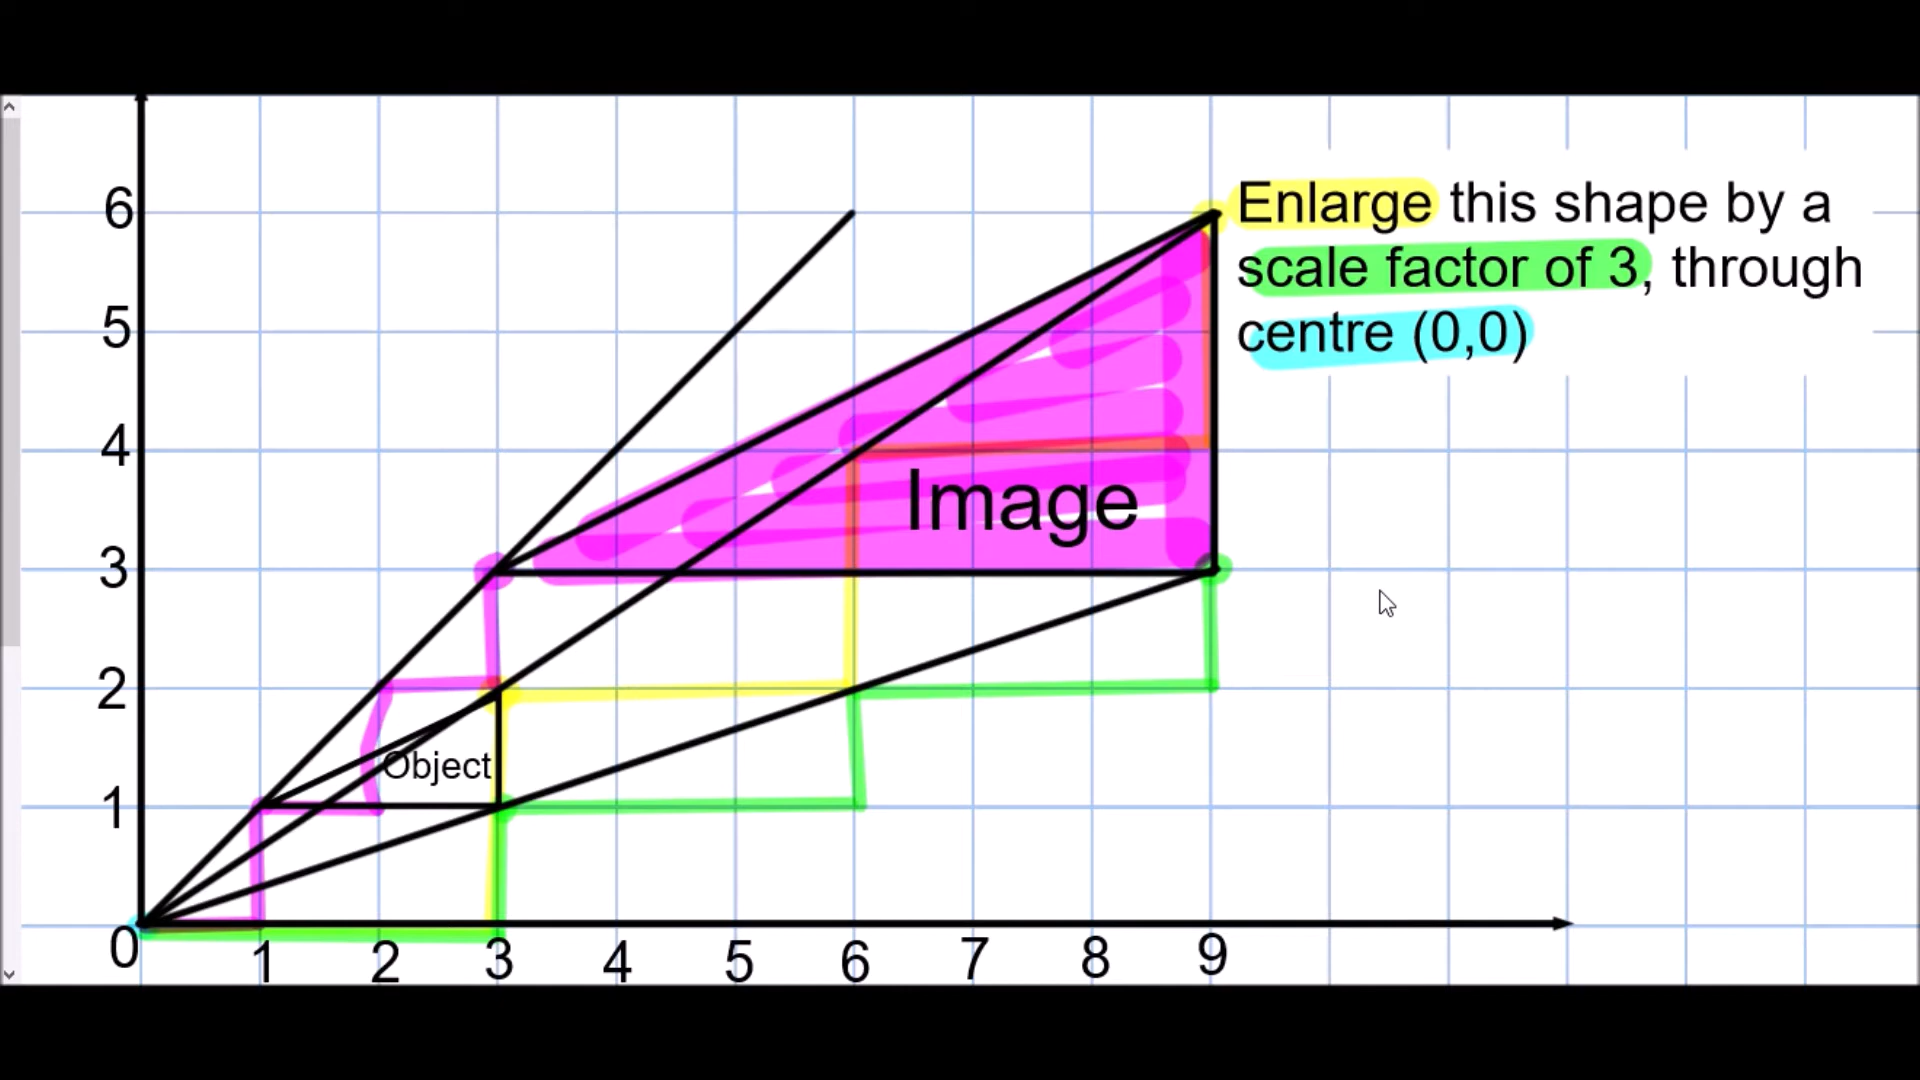 Enlarge this shape by a
scale factor of 3, through
centre (0,0)
6
5
4
Image
3
2
Object
1
0 1 2 3 4 5 6 7 8 9